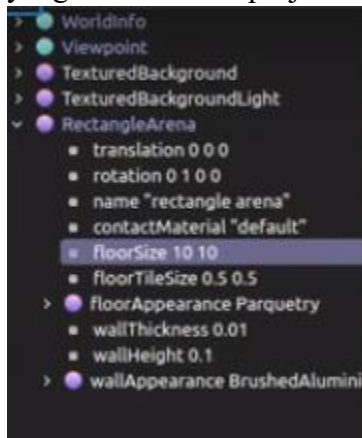 WorldInfo
Viewpoint
TexturedBackground
TexturedBackgroundLight
RectangleArena
translation 0 0 0
rotation 0 1 0 0
name "rectangle arena"
contactMaterial "default"
floorSize 10 10
floorTileSize 0.5 0.5
floorAppearance Parquetry
wallThickness 0.01
wallHeight 0.1
wallAppearance BrushedAlumini